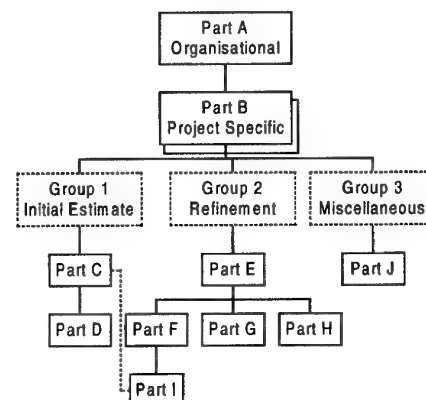 Part A
Organisational
Part B
Project Specific
Group 1
Initial Estimate
Group 2
Refinement
Group 3
Miscellaneous
Part C
Part E
Part J
Part D
Part F
Part G
Part H
Part I